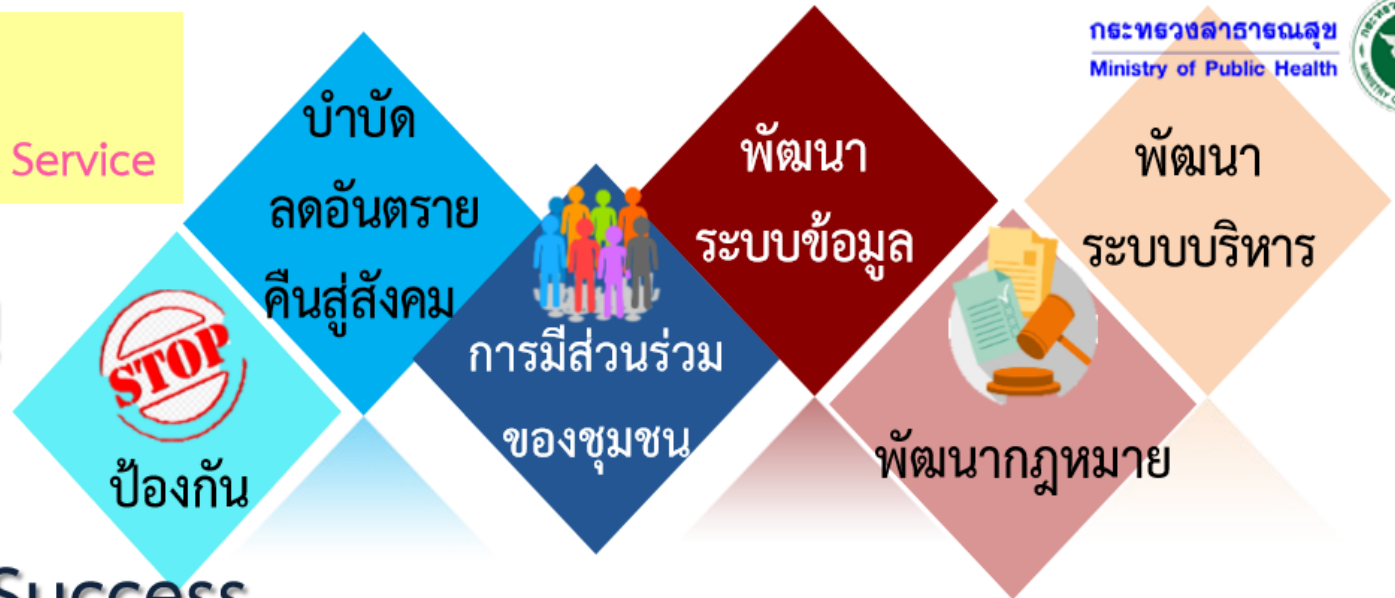 กระทรวงสาธารณสุข
Ministry of Public Health
Service
บำบัด
ลดอันตราย
คืนสู่สังคม
พัฒนา
ระบบข้อมูล
พัฒนา
ระบบบริหาร
STOP
ป้องกัน
การมีส่วนร่วม
ของชุมชน
พัฒนากฎหมาย
Success